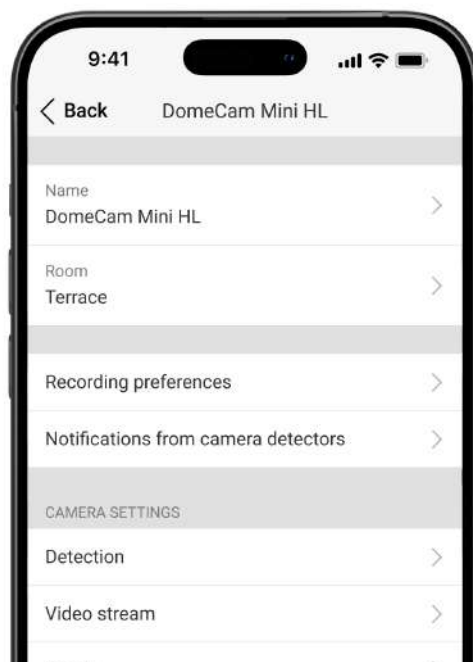 9:41
Back
DomeCam Mini HL
Name
DomeCam Mini HL
Room
Terrace
Recording preferences
Notifications from camera detectors
CAMERA SETTINGS
Detection
Video stream